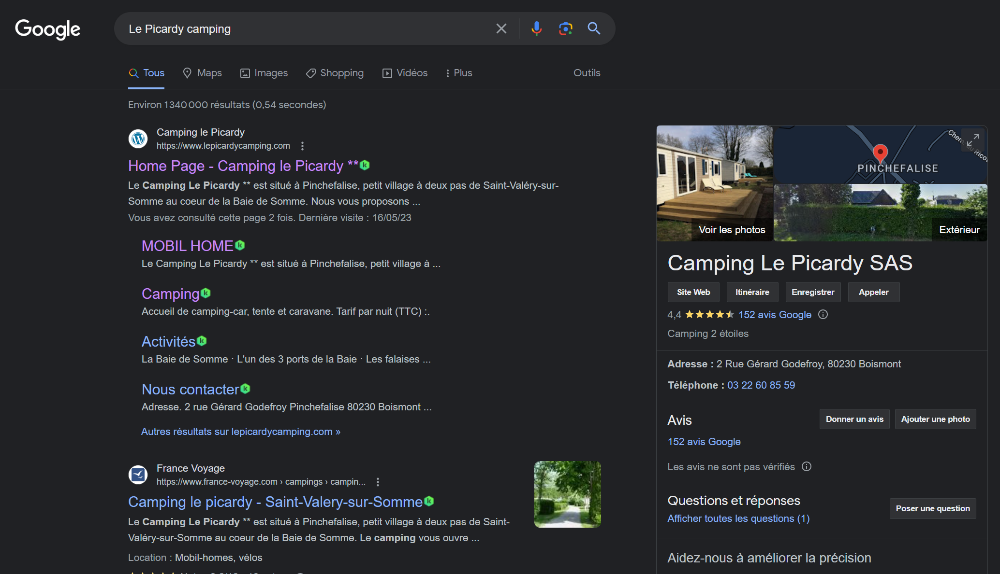 Google
Le Picardy camping
Tous
Maps
Images
Shopping
Vidéos
Plus
Outils
Environ 1 340 000 résultats (0,54 secondes)
Camping le Picardy
https://www.lepicardycamping.com
Home Page - Camping le Picardy **
Le Camping Le Picardy ** est situé à Pinchefalise, petit village à deux pas de Saint-Valéry-sur-
Somme au coeur de la Baie de Somme. Nous vous proposons ...
Vous avez consulté cette page 2 fois. Dernière visite : 16/05/23
MOBIL HOME
Le Camping Le Picardy ** est situé à Pinchefalise, petit village à ...
Camping
Accueil de camping-car, tente et caravane. Tarif par nuit (TTC) :.
Activités
La Baie de Somme · L'un des 3 ports de la Baie · Les falaises ...
Nous contacter
Adresse. 2 rue Gérard Godefroy Pinchefalise 80230 Boismont ...
Autres résultats sur lepicardycamping.com »
France Voyage
https://www.france-voyage.com › campings › campin...
Camping le picardy - Saint-Valery-sur-Somme
Le Camping Le Picardy ** est situé à Pinchefalise, petit village à deux pas de Saint-
Valéry-sur-Somme au coeur de la Baie de Somme. Le camping vous ouvre ...
Location : Mobil-homes, vélos
Chem. du Rico
PINCHEFALISE
Voir les photos
Extérieur
Camping Le Picardy SAS
Site Web
Itinéraire
Enregistrer
Appeler
4,4
152 avis Google
Camping 2 étoiles
Adresse : 2 Rue Gérard Godefroy, 80230 Boismont
Téléphone : 03 22 60 85 59
Avis
Donner un avis
Ajouter une photo
152 avis Google
Les avis ne sont pas vérifiés
Questions et réponses
Poser une question
Afficher toutes les questions (1)
Aidez-nous à améliorer la précision